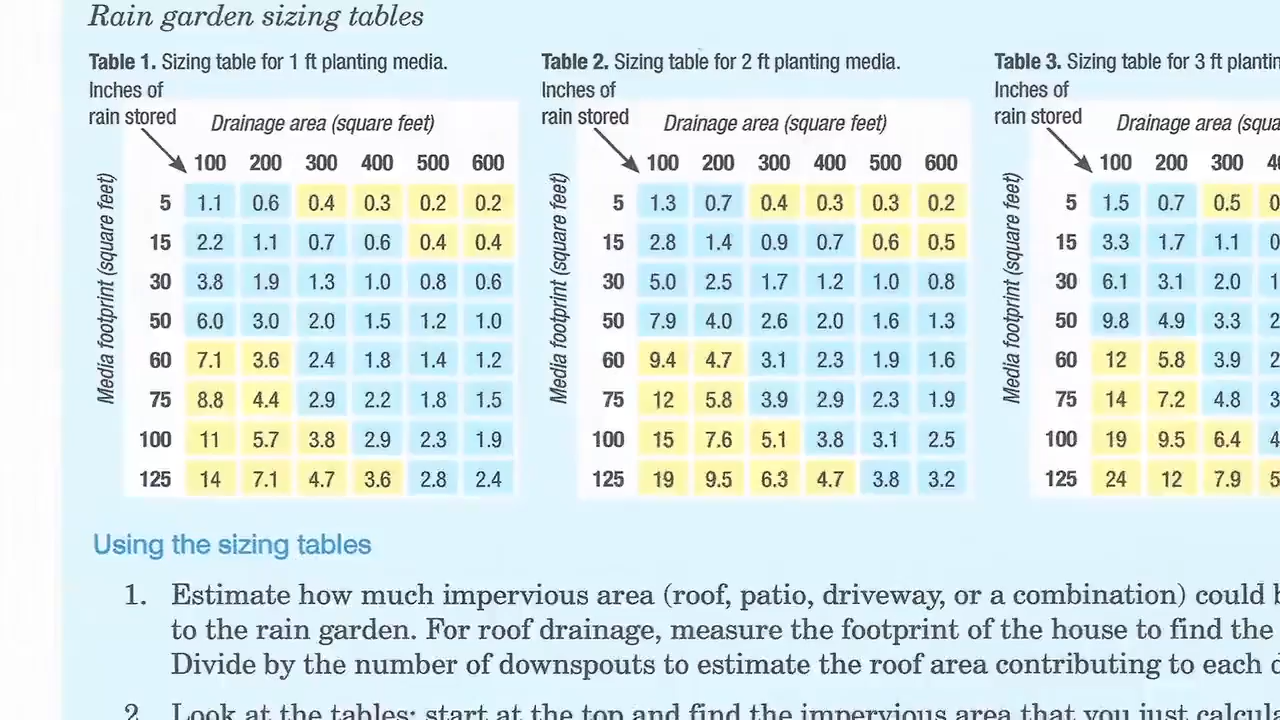 Rain garden sizing tables
Table 1. Sizing table for 1 ft planting media.
Inches of
rain stored
Drainage area (square feet)
100 200 300 400 500 600
Media footprint (square feet)
5 1.1 0.6 0.4 0.3 0.2 0.2
15 2.2 1.1 0.7 0.6 0.4 0.4
30 3.8 1.9 1.3 1.0 0.8 0.6
50 6.0 3.0 2.0 1.5 1.2 1.0
60 7.1 3.6 2.4 1.8 1.4 1.2
75 8.8 4.4 2.9 2.2 1.8 1.5
100 11 5.7 3.8 2.9 2.3 1.9
125 14 7.1 4.7 3.6 2.8 2.4
Table 2. Sizing table for 2 ft planting media.
Inches of
rain stored
Drainage area (square feet)
100 200 300 400 500 600
Media footprint (square feet)
5 1.3 0.7 0.4 0.3 0.3 0.2
15 2.8 1.4 0.9 0.7 0.6 0.5
30 5.0 2.5 1.7 1.2 1.0 0.8
50 7.9 4.0 2.6 2.0 1.6 1.3
60 9.4 4.7 3.1 2.3 1.9 1.6
75 12 5.8 3.9 2.9 2.3 1.9
100 15 7.6 5.1 3.8 3.1 2.5
125 19 9.5 6.3 4.7 3.8 3.2
Table 3. Sizing table for 3 ft
Inches of
rain stored
Drainage area
100 200 300
Media footprint (square feet)
5 1.5 0.7 0.5
15 3.3 1.7 1.1
30 6.1 3.1 2.0
50 9.8 4.9 3.3
60 12 5.8 3.9
75 14 7.2 4.8
100 19 9.5 6.4
125 24 12 7.9
Using the sizing tables
1. Estimate how much impervious area (roof, patio, driveway, or a combination) could
to the rain garden. For roof drainage, measure the footprint of the house to find the
Divide by the number of downspouts to estimate the roof area contributing to each
2. Look at the tables: start at the top and find the impervious area that you just